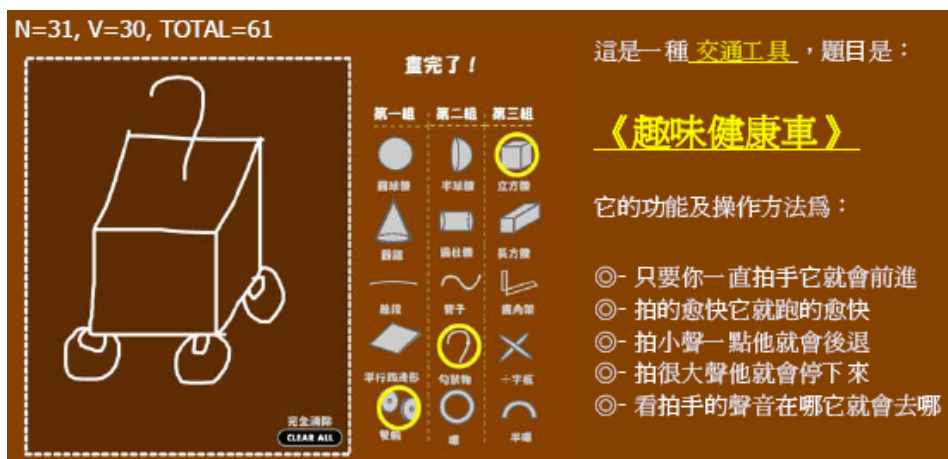 N=31, V=30, TOTAL=61
畫完了！
第一組 第二組 第三組
圓球體 半球體 立方體
圓錐 圓柱體 長方體
線段 管子 直角架
平行四邊形 勾狀物 十字框
雙輪 環 半環
完全清除
CLEAR ALL
這是一種 交通工具 ，題目是：
《趣味健康車》
它的功能及操作方法為：
◎- 只要你一直拍手它就會前進
◎- 拍的愈快它就跑的愈快
◎- 拍小聲一點他就會後退
◎- 拍很大聲他就會停下來
◎- 看拍手的聲音在哪它就會去哪